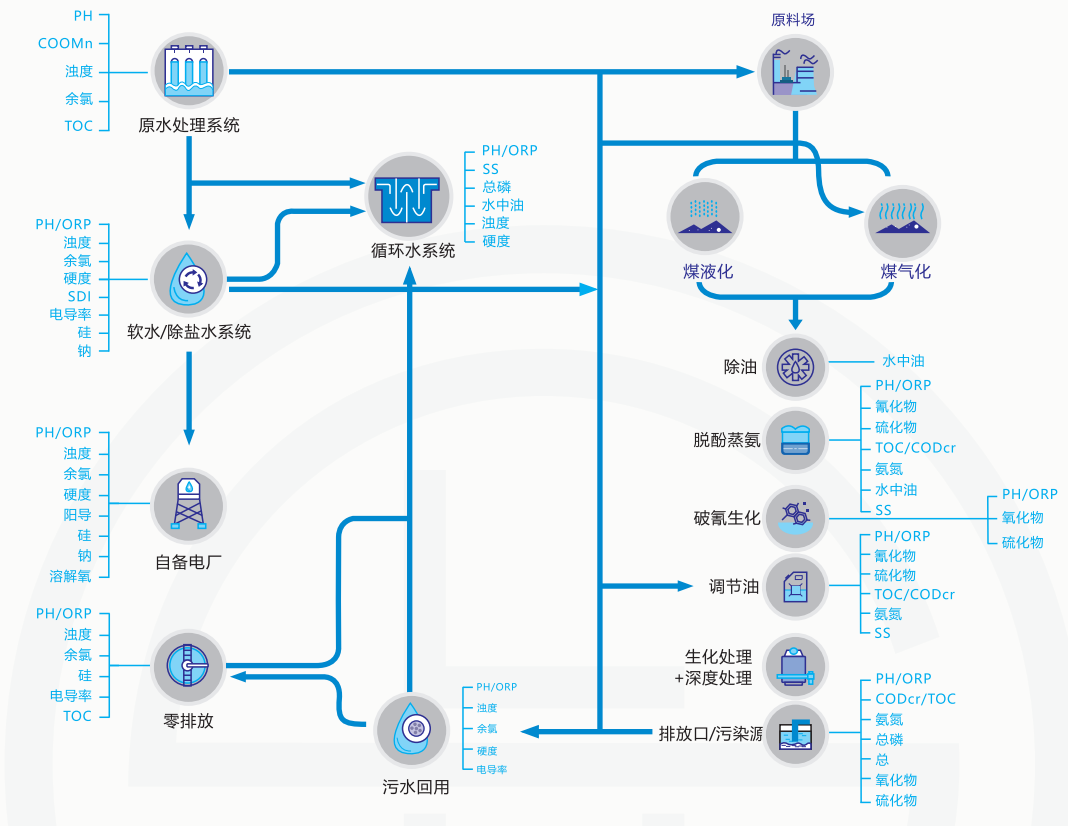 PH
COOMn
浊度
余氯
TOC
原水处理系统
原料场
PH/ORP
SS
总磷
水中油
浊度
硬度
循环水系统
PH/ORP
浊度
余氯
硬度
SDI
电导率
硅
钠
软水/除盐水系统
煤液化
煤气化
除油
水中油
脱酚蒸氨
PH/ORP
氰化物
硫化物
TOC/CODcr
氨氮
水中油
SS
PH/ORP
浊度
余氯
硬度
阳导
硅
钠
溶解氧
自备电厂
破氰生化
PH/ORP
氧化物
硫化物
调节油
PH/ORP
氰化物
硫化物
TOC/CODcr
氨氮
SS
PH/ORP
浊度
余氯
硅
电导率
TOC
零排放
生化处理
+深度处理
PH/ORP
浊度
余氯
硬度
电导率
污水回用
排放口/污染源
PH/ORP
CODcr/TOC
氨氮
总磷
总
氧化物
硫化物